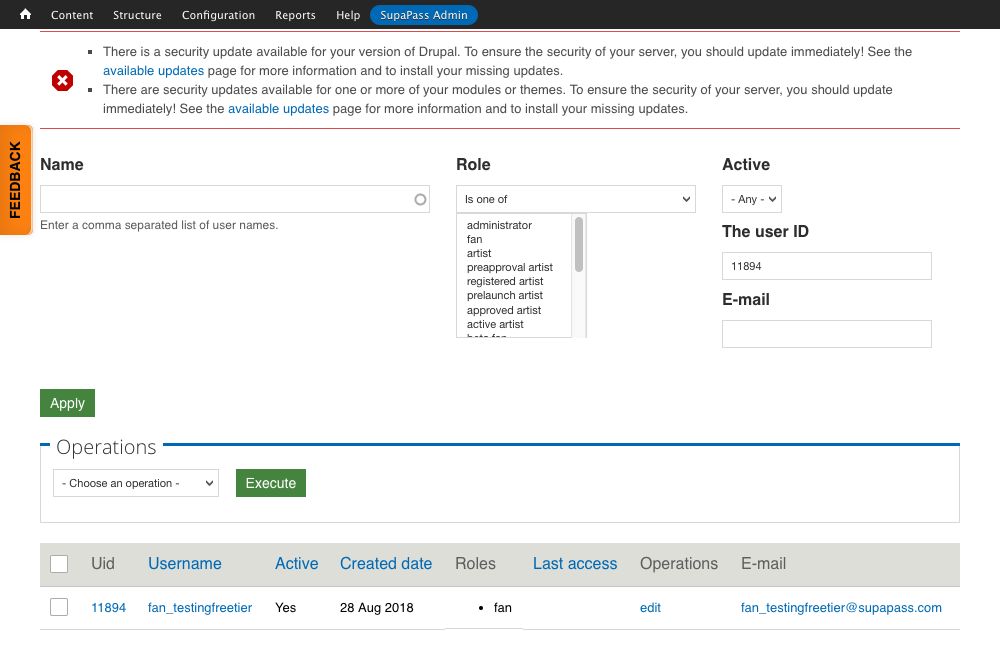 Content Structure Configuration Reports Help SupaPass Admin
There is a security update available for your version of Drupal. To ensure the security of your server, you should update immediately! See the
available updates page for more information and to install your missing updates.
There are security updates available for one or more of your modules or themes. To ensure the security of your server, you should update
immediately! See the available updates page for more information and to install your missing updates.
FEEDBACK
Name
Enter a comma separated list of user names.
Role
Is one of
administrator
fan
artist
preapproval artist
registered artist
prelaunch artist
approved artist
active artist
Active
- Any -
The user ID
11894
E-mail
Apply
Operations
- Choose an operation - Execute
Uid Username Active Created date Roles Last access Operations E-mail
11894 fan_testingfreetier Yes 28 Aug 2018 • fan edit fan_testingfreetier@supapass.com